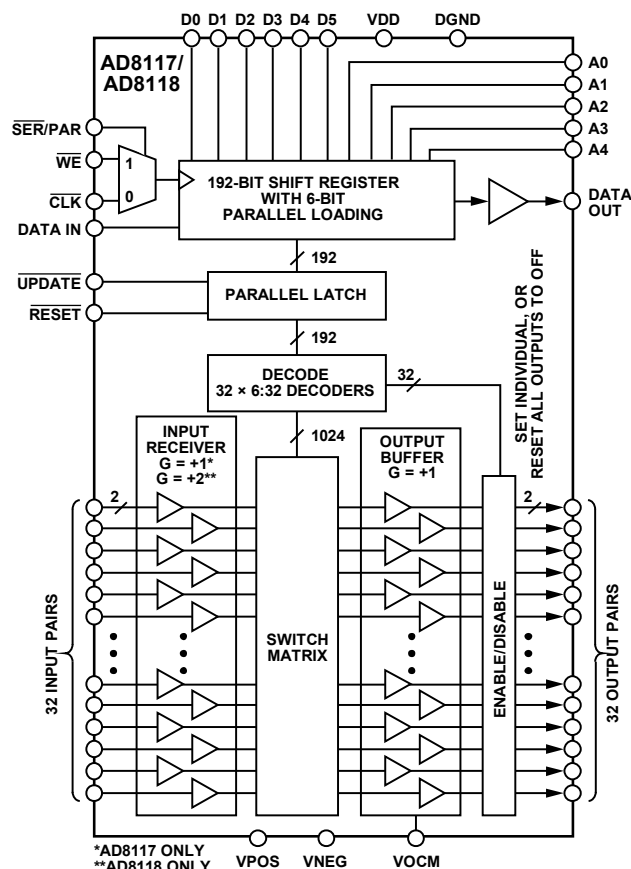 D0 D1 D2 D3 D4 D5 VDD DGND
AD8117/
AD8118
A0
A1
A2
A3
A4
SER/PAR
WE
CLK
DATA IN
1
0
192-BIT SHIFT REGISTER
WITH 6-BIT
PARALLEL LOADING
DATA
OUT
192
UPDATE
RESET
PARALLEL LATCH
192
DECODE
32 × 6:32 DECODERS
32
SET INDIVIDUAL, OR
RESET ALL OUTPUTS TO OFF
1024
INPUT
RECEIVER
G = +1*
G = +2**
OUTPUT
BUFFER
G = +1
2
2
32 INPUT PAIRS
SWITCH
MATRIX
ENABLE/DISABLE
32 OUTPUT PAIRS
*AD8117 ONLY
**AD8118 ONLY
VPOS VNEG VOCM